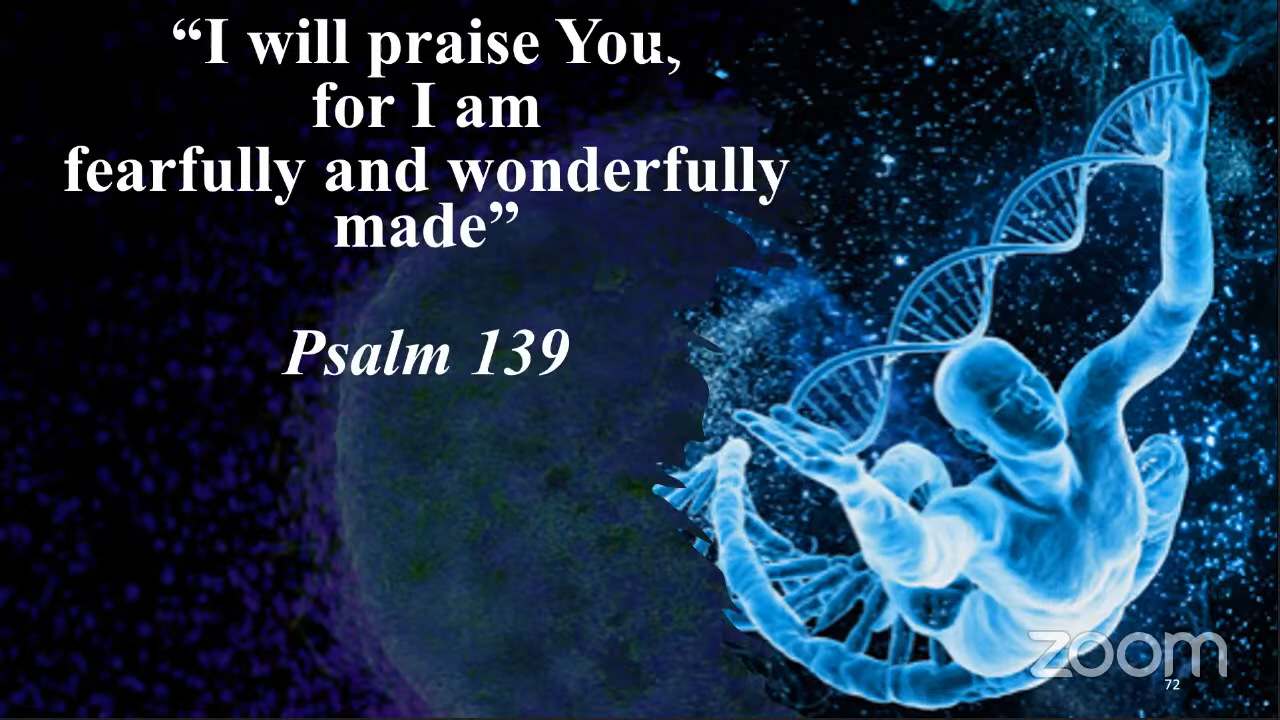 “I will praise You,
for I am
fearfully and wonderfully
made”
Psalm 139
zoom
72